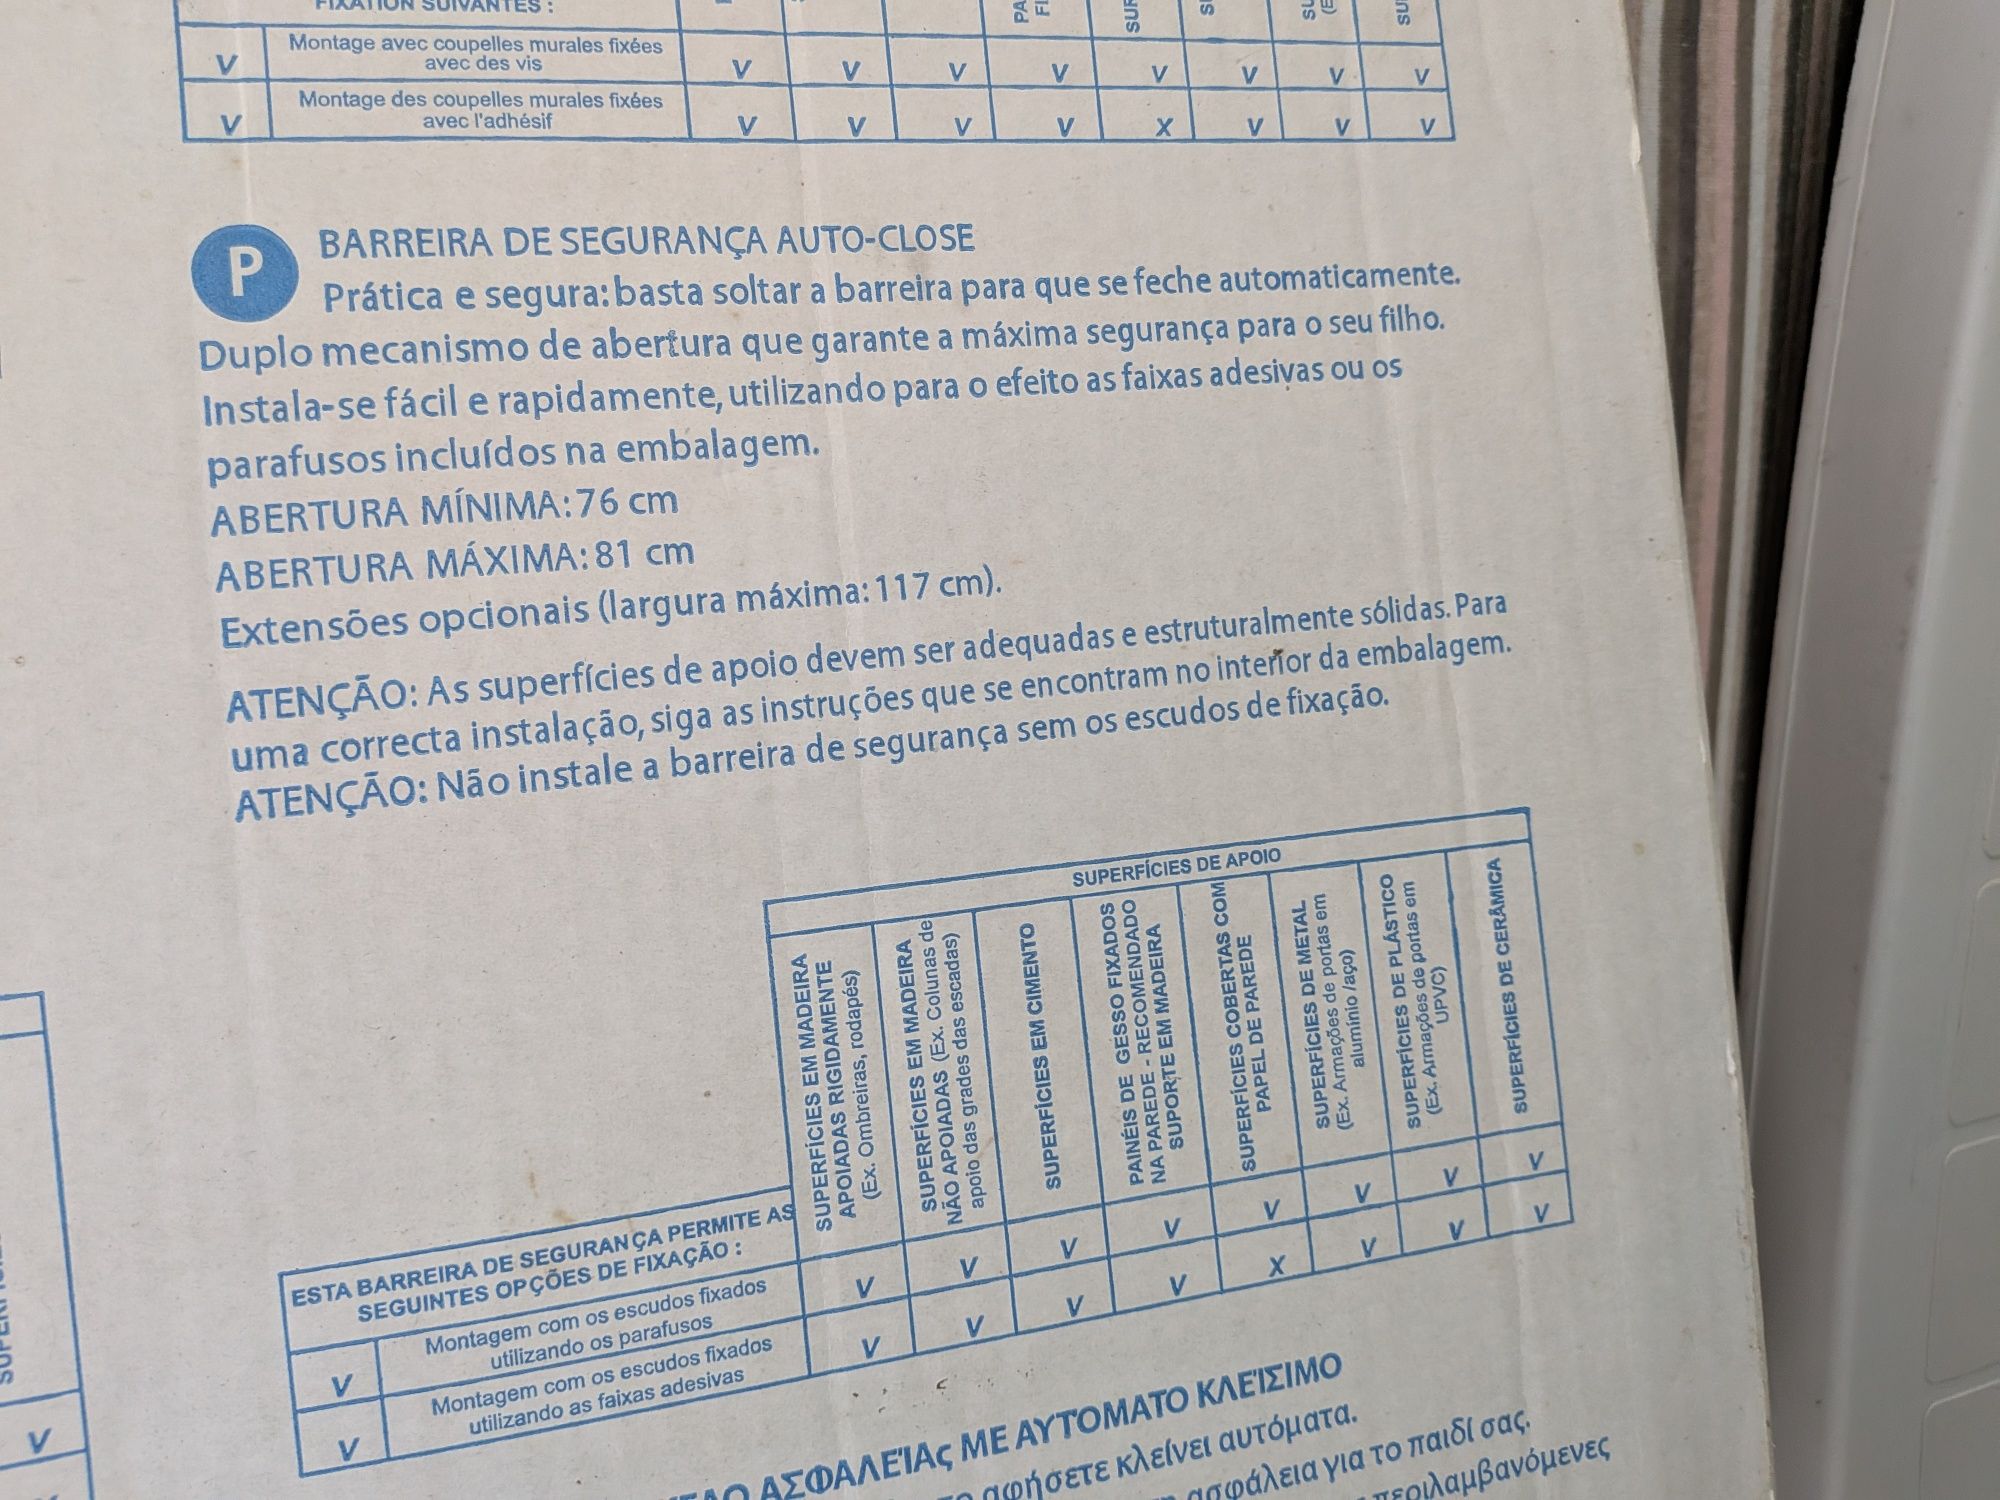 FIXATION SUIVANTES :
V Montage avec coupelles murales fixées
avec des vis V V V V V V V V
V Montage des coupelles murales fixées
avec l'adhésif V V V V X V V V
P
BARREIRA DE SEGURANÇA AUTO-CLOSE
Prática e segura: basta soltar a barreira para que se feche automaticamente.
Duplo mecanismo de abertura que garante a máxima segurança para o seu filho.
Instala-se fácil e rapidamente, utilizando para o efeito as faixas adesivas ou os
parafusos incluídos na embalagem.
ABERTURA MÍNIMA: 76 cm
ABERTURA MÁXIMA: 81 cm
Extensões opcionais (largura máxima: 117 cm).
ATENÇÃO: As superfícies de apoio devem ser adequadas e estruturalmente sólidas. Para
uma correcta instalação, siga as instruções que se encontram no interior da embalagem.
ATENÇÃO: Não instale a barreira de segurança sem os escudos de fixação.
SUPERFÍCIES DE APOIO
SUPERFÍCIES EM MADEIRA
APOIADAS RIGIDAMENTE
(Ex. Ombreiras, rodapés)
SUPERFÍCIES EM MADEIRA
NÃO APOIADAS (Ex. Colunas de
apoio das grades das escadas)
SUPERFÍCIES EM CIMENTO
PAINÉIS DE GESSO FIXADOS
NA PAREDE - RECOMENDADO
SUPORTE EM MADEIRA
SUPERFÍCIES COBERTAS COM
PAPEL DE PAREDE
SUPERFÍCIES DE METAL
(Ex. Armações de portas em
alumínio /aço)
SUPERFÍCIES DE PLÁSTICO
(Ex. Armações de portas em
UPVC)
SUPERFÍCIES DE CERÂMICA
ESTA BARREIRA DE SEGURANÇA PERMITE AS
SEGUINTES OPÇÕES DE FIXAÇÃO :
V Montagem com os escudos fixados
utilizando os parafusos V V V V V V V V
V Montagem com os escudos fixados
utilizando as faixas adesivas V V V V X V V V
ΑΣΦΑΛΕΊΑς ΜΕ ΑΥΤΟΜΑΤΟ ΚΛΕΊΣΙΜΟ
αφήσετε κλείνει αυτόματα.
ασφάλεια για το παιδί σας.
περιλαμβανόμενες
V